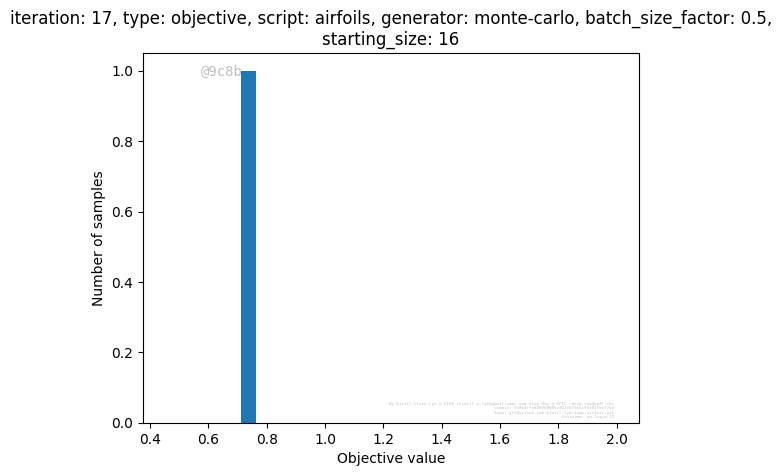 iteration: 17, type: objective, script: airfoils, generator: monte-carlo, batch_size_factor: 0.5,
starting_size: 16
@9c8b
1.0
0.8
0.6
0.4
0.2
0.0
Number of samples
0.4 0.6 0.8 1.0 1.2 1.4 1.6 1.8 2.0
Objective value